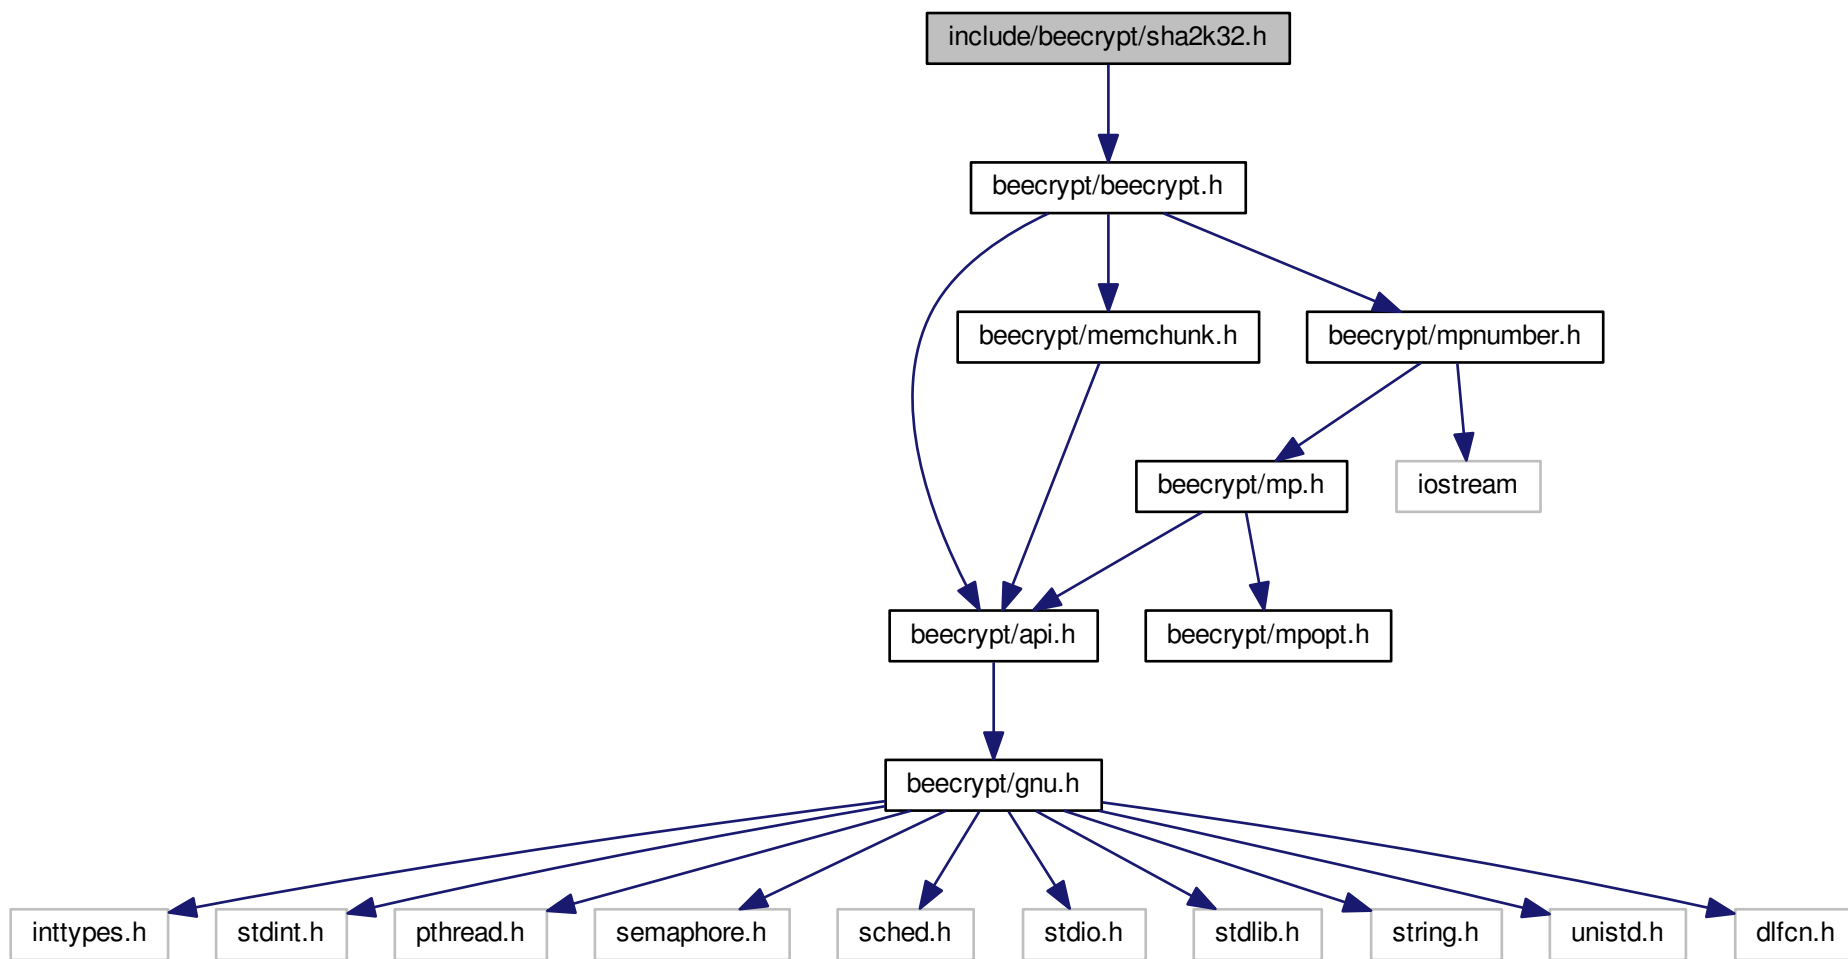 include/beecrypt/sha2k32.h
beecrypt/beecrypt.h
beecrypt/memchunk.h
beecrypt/mpnumber.h
beecrypt/mp.h
iostream
beecrypt/api.h
beecrypt/mpopt.h
beecrypt/gnu.h
inttypes.h
stdint.h
pthread.h
semaphore.h
sched.h
stdio.h
stdlib.h
string.h
unistd.h
dlfcn.h